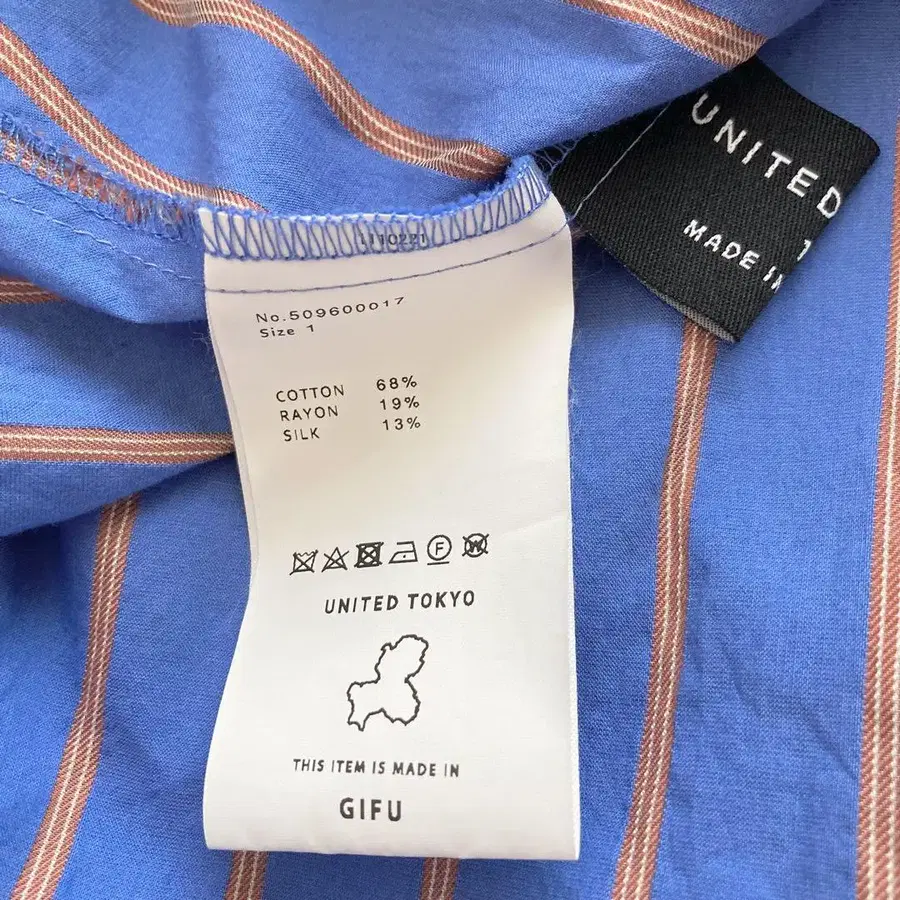 UNITED
MADE IN
1110221
No.509600017
Size 1
COTTON 68%
RAYON 19%
SILK 13%
F
W
UNITED TOKYO
THIS ITEM IS MADE IN
GIFU